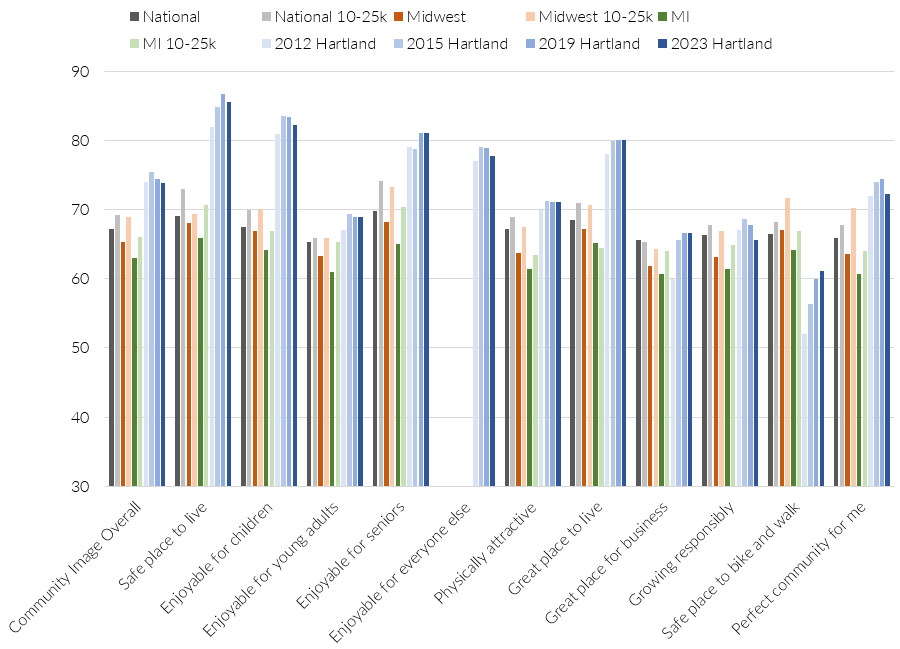 National National 10-25k Midwest Midwest 10-25k MI
MI 10-25k 2012 Hartland 2015 Hartland 2019 Hartland 2023 Hartland
90
80
70
60
50
40
30
Community Image Overall
Safe place to live
Enjoyable for children
Enjoyable for young adults
Enjoyable for seniors
Enjoyable for everyone else
Physically attractive
Great place to live
Great place for business
Growing responsibly
Safe place to bike and walk
Perfect community for me